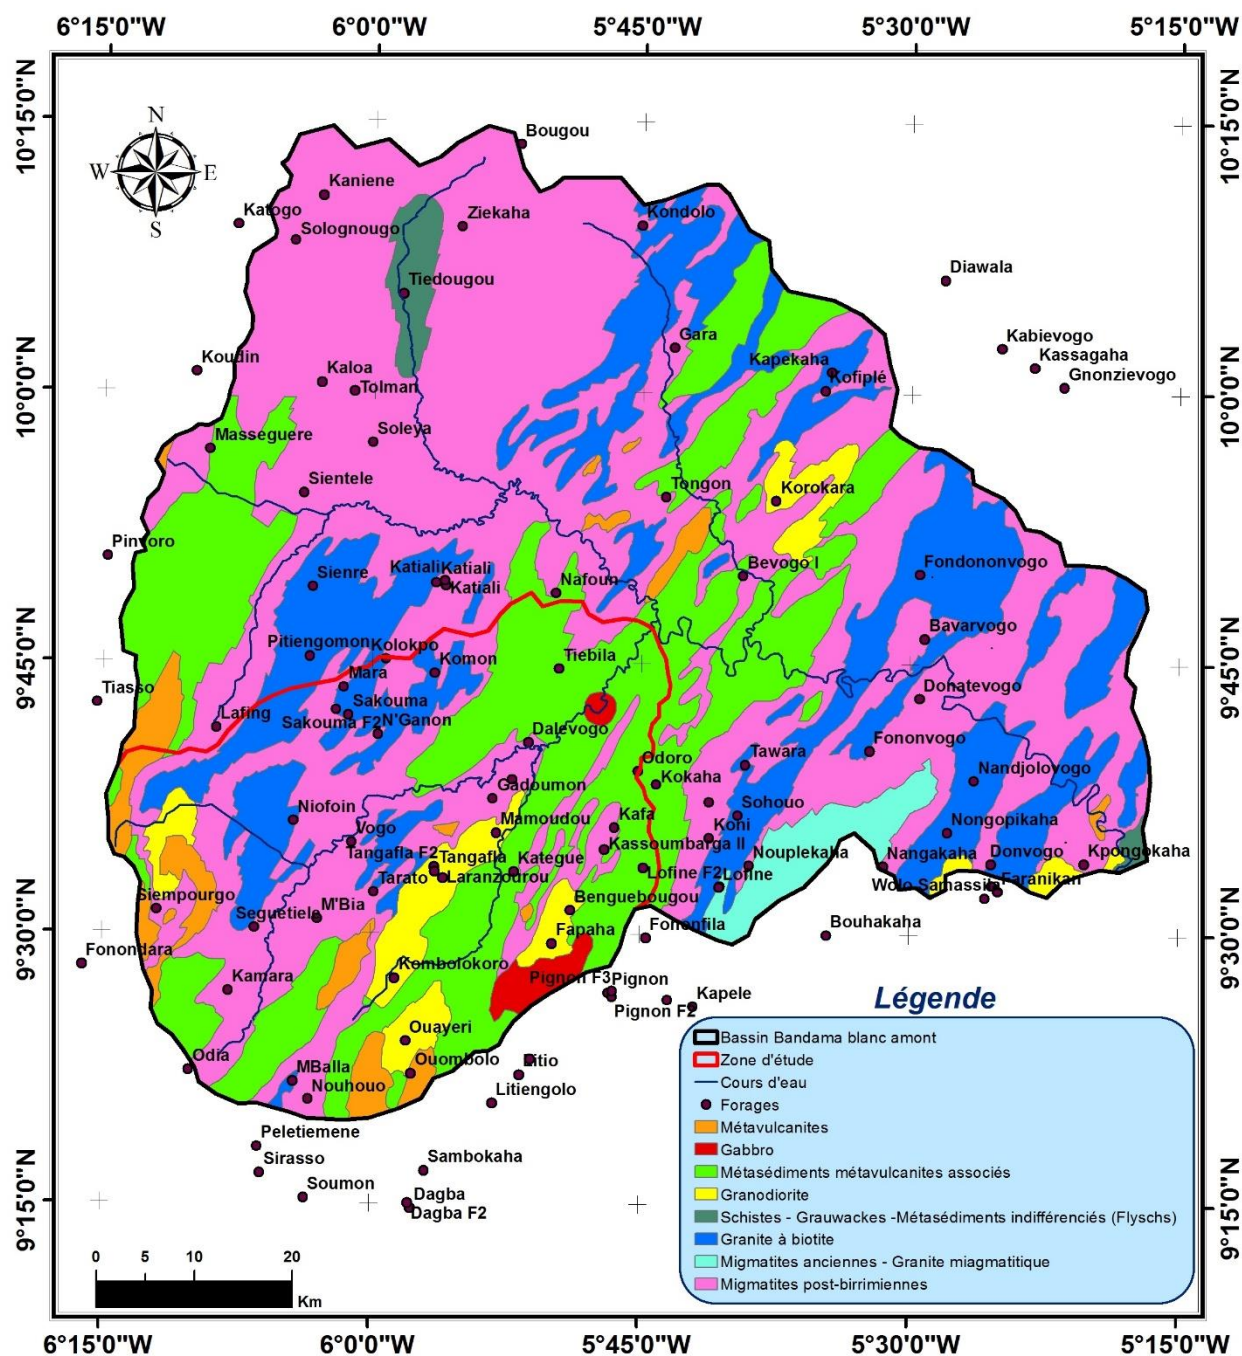 6°15'0"W 6°0'0"W 5°45'0"W 5°30'0"W 5°15'0"W
10°15'0"N 10°15'0"N
N
W E
S
Bougou
Kaniene
Katogo
Ziekaha
Kondolo
Solognougo
Diawala
Tiedougou
Gara
Kabievogo
Koudin
Kapekaha
Kassagaha
Kaloa
Kofiplé
Gnonzievogo
Tolman
10°0'0"N 10°0'0"N
Masseguere
Soleya
Sientele
Tongon
Korokara
Pinvoro
Sienre
Katiali
Katiali
Katiali
Nafoun
Bevogo I
Fondononvogo
Pitiengomon
Kolokpo
Bavarvogo
9°45'0"N 9°45'0"N
Mara
Komon
Tiebila
Tiasso
Sakouma
Donatevogo
Lafing
Sakouma F2
N'Ganon
Dalevogo
Odoro
Tawara
Fononvogo
Gadoumon
Kokaha
Nandjolovogo
Niofoin
Sohouo
Vogo
Mamoudou
Kafa
Koni
Nongopikaha
Tangafla F2
Tangafla
Kategue
Kassoumbarga II
Nouplekaha
Nangakaha
Donvogo
Kpongokaha
Tarato
Laranzourou
Lofine F2
Lofine
Wolo Samassila
Faranikan
Siempourgo
Seguetiele
M'Bia
Benguebougou
9°30'0"N 9°30'0"N
Fonondara
Fapaha
Fononfila
Bouhakaha
Kamara
Kombolokoro
Pignon F3
Pignon
Pignon F2
Kapele
Ouayeri
Odia
MBalla
Ouombolo
Litio
Nouhouo
Litiengolo
Peletiemene
Sirasso
Sambokaha
Soumon
Dagba
Dagba F2
9°15'0"N 9°15'0"N
Légende
Bassin Bandama blanc amont
Zone d'étude
Cours d'eau
Forages
Métavulcanites
Gabbro
Métasédiments métavulcanites associés
Granodiorite
Schistes - Grauwackes -Métasédiments indifférenciés (Flyschs)
Granite à biotite
Migmatites anciennes - Granite miagmatitique
Migmatites post-birrimiennes
0 5 10 20
Km
6°15'0"W 6°0'0"W 5°45'0"W 5°30'0"W 5°15'0"W